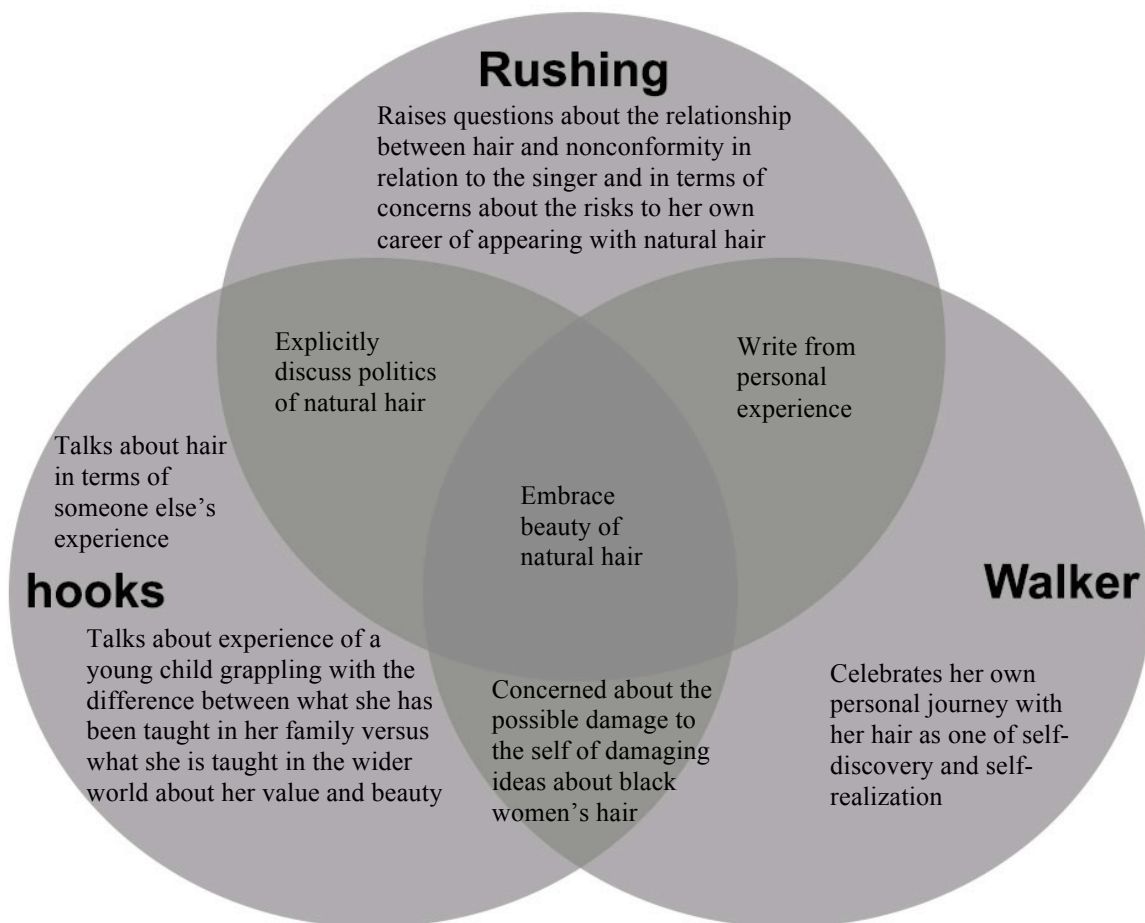 Rushing
Raises questions about the relationship
between hair and nonconformity in
relation to the singer and in terms of
concerns about the risks to her own
career of appearing with natural hair
Explicitly
discuss politics
of natural hair
Write from
personal
experience
Talks about hair
in terms of
someone else’s
experience
Embrace
beauty of
natural hair
hooks
Walker
Talks about experience of a
young child grappling with the
difference between what she has
been taught in her family versus
what she is taught in the wider
world about her value and beauty
Concerned about the
possible damage to
the self of damaging
ideas about black
women’s hair
Celebrates her own
personal journey with
her hair as one of self-
discovery and self-
realization